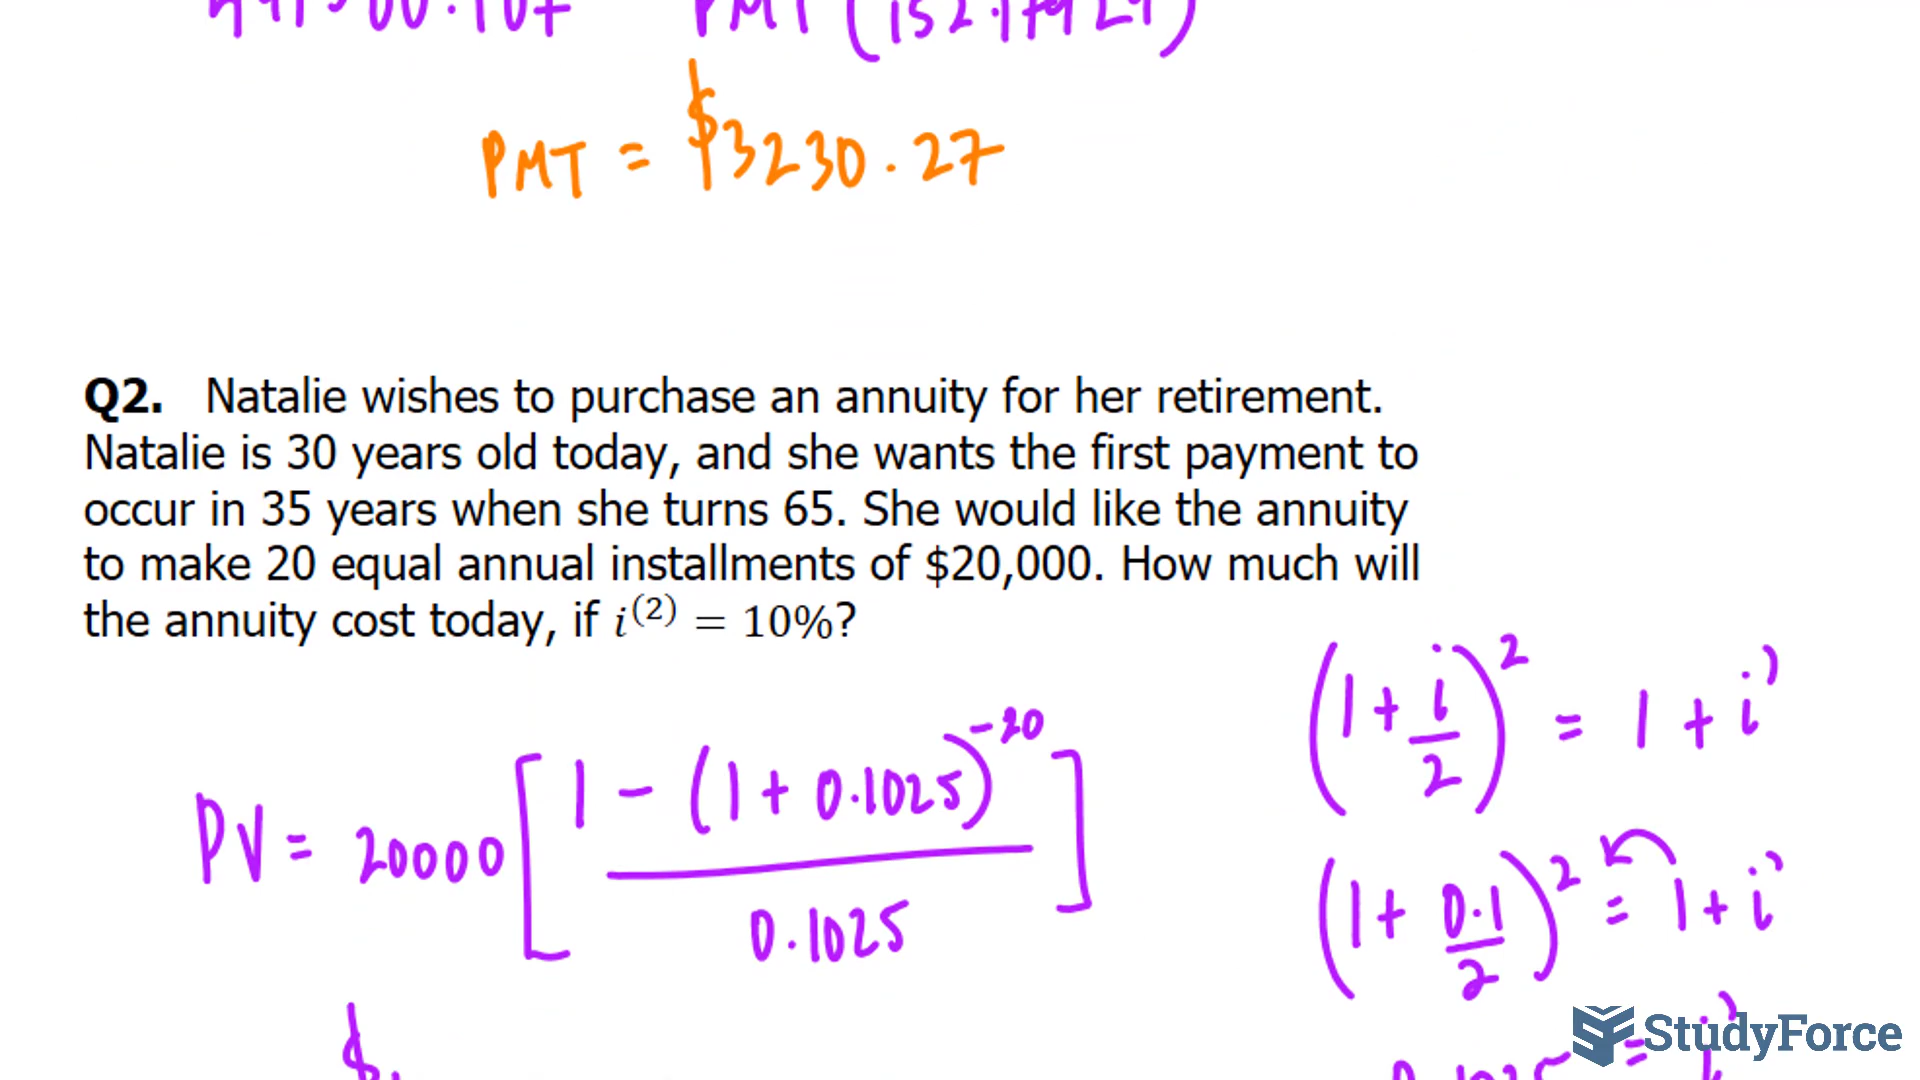 PMT = $3230.27
Q2. Natalie wishes to purchase an annuity for her retirement.
Natalie is 30 years old today, and she wants the first payment to
occur in 35 years when she turns 65. She would like the annuity
to make 20 equal annual installments of $20,000. How much will
the annuity cost today, if i⁽²⁾ = 10%?
(1 + i/2)² = 1 + i'
PV = 20000 [ (1 - (1 + 0.1025)⁻²⁰) / 0.1025 ]
(1 + 0.1/2)² = 1 + i'
$
= i'
StudyForce